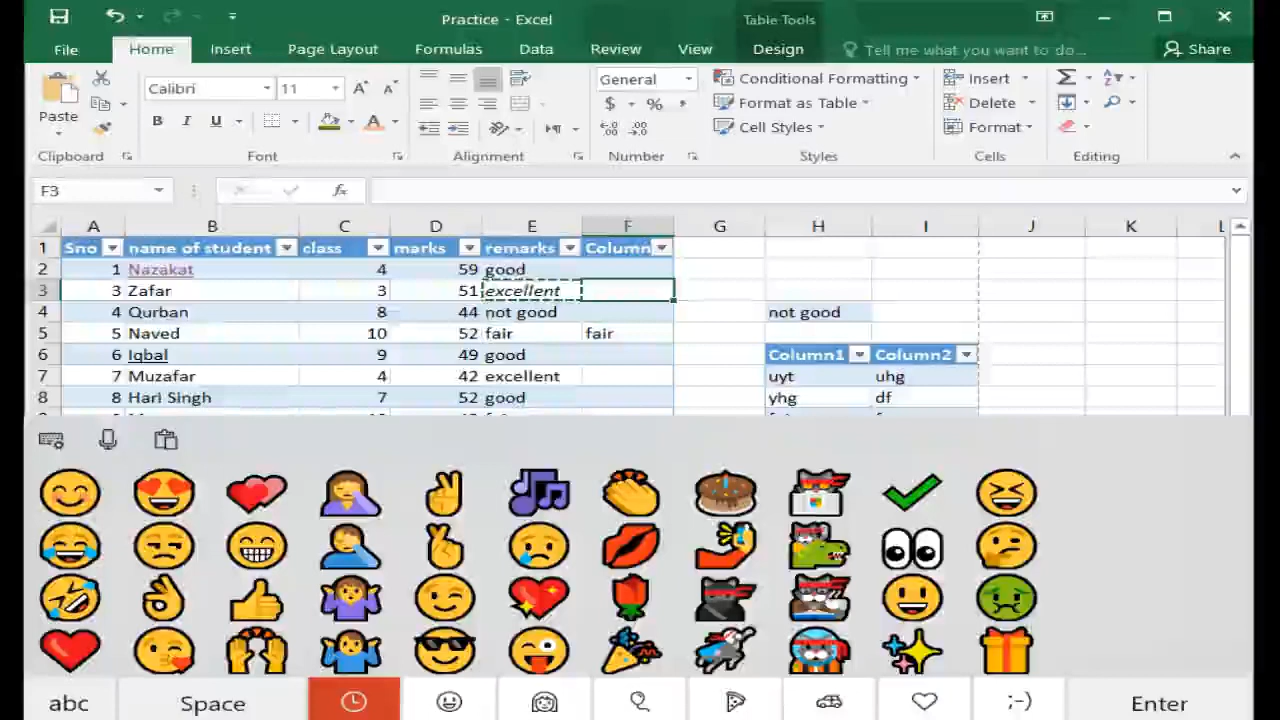 Practice - Excel
Table Tools
File Home Insert Page Layout Formulas Data Review View Design Tell me what you want to do... Share
Calibri 11 General Conditional Formatting Insert
Paste $ % Format as Table Delete
B I U A Cell Styles Format
Clipboard Font Alignment Number Styles Cells Editing
F3 fx
A B C D E F G H I J K L
1 Sno name of student class marks remarks Column
2 1 Nazakat 4 59 good
3 3 Zafar 3 51 excellent
4 4 Qurban 8 44 not good not good
5 5 Naved 10 52 fair fair
6 6 Iqbal 9 49 good Column1 Column2
7 7 Muzafar 4 42 excellent uyt uhg
8 8 Hari Singh 7 52 good yhg df
abc Space ;-) Enter